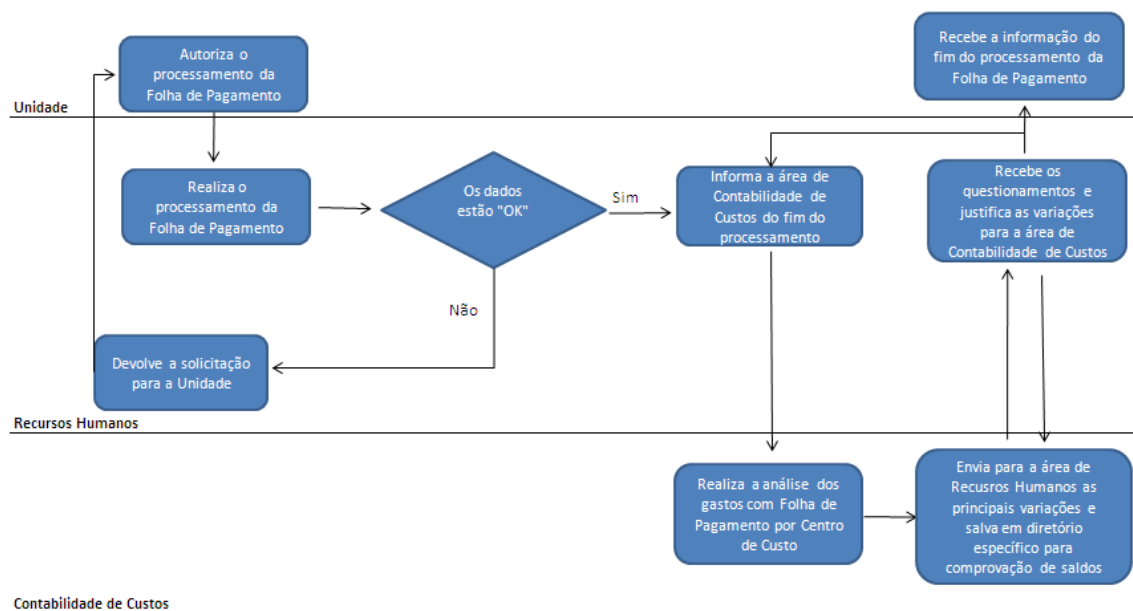 Autoriza o
processamento da
Folha de Pagamento
Recebe a informação do
fim do processamento da
Folha de Pagamento
Unidade
Realiza o
processamento da
Folha de Pagamento
Os dados
estão "OK"
Sim
Informa a área de
Contabilidade de
Custos do fim do
processamento
Recebe os
questionamentos e
justifica as variações
para a área de
Contabilidade de Custos
Não
Devolve a solicitação
para a Unidade
Recursos Humanos
Realiza a análise dos
gastos com Folha de
Pagamento por Centro
de Custo
Envia para a área de
Recusros Humanos as
principais variações e
salva em diretório
específico para
comprovação de saldos
Contabilidade de Custos